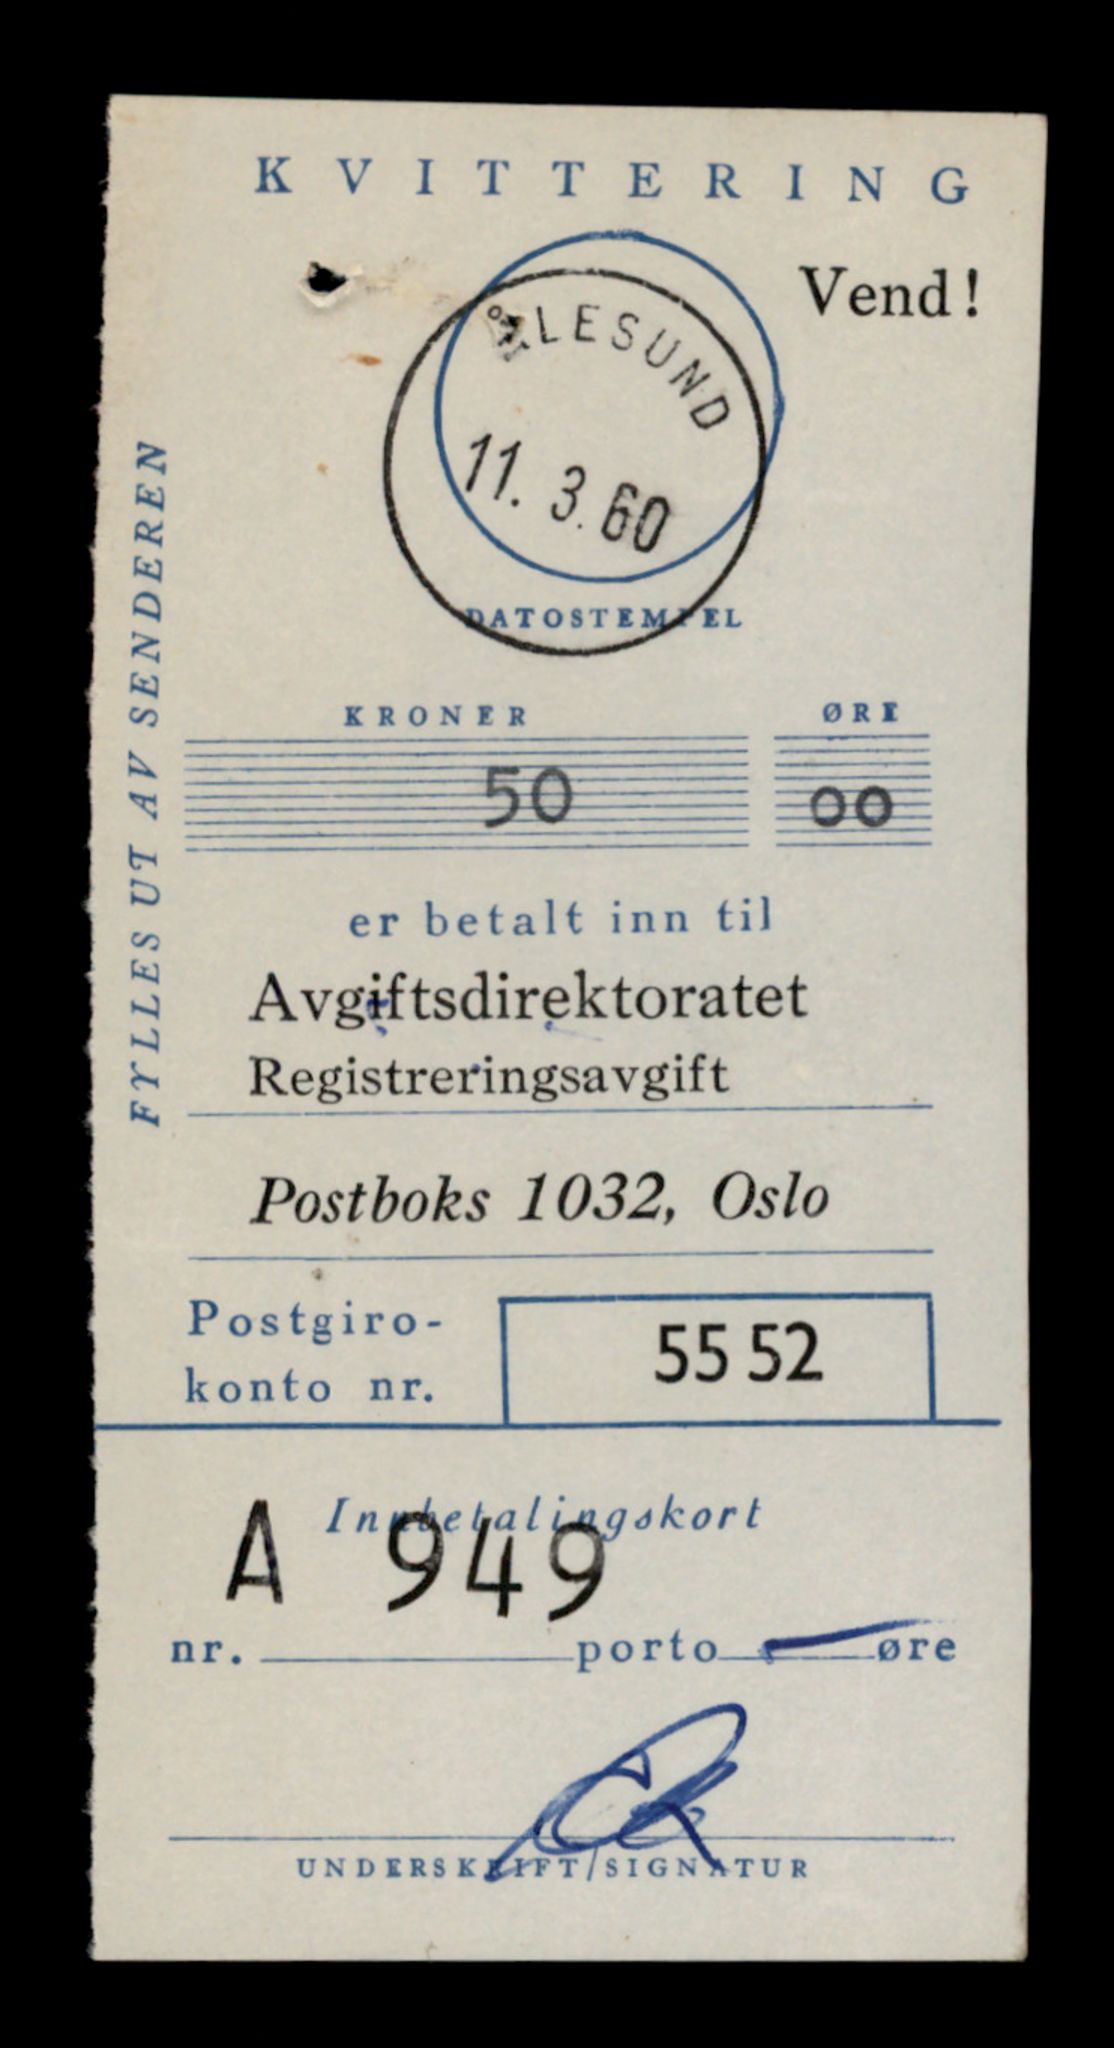 KVITTERING
Vend!
ÅLESUND
11. 3. 60
DATOSTEMPEL
FYLLES UT AV SENDEREN
KRONER ØRE
50 00
er betalt inn til
Avgiftsdirektoratet
Registreringsavgift
Postboks 1032, Oslo
Postgiro-
konto nr.
55 52
Innbetalingskort
A 949
nr. porto øre
UNDERSKRIFT/SIGNATUR